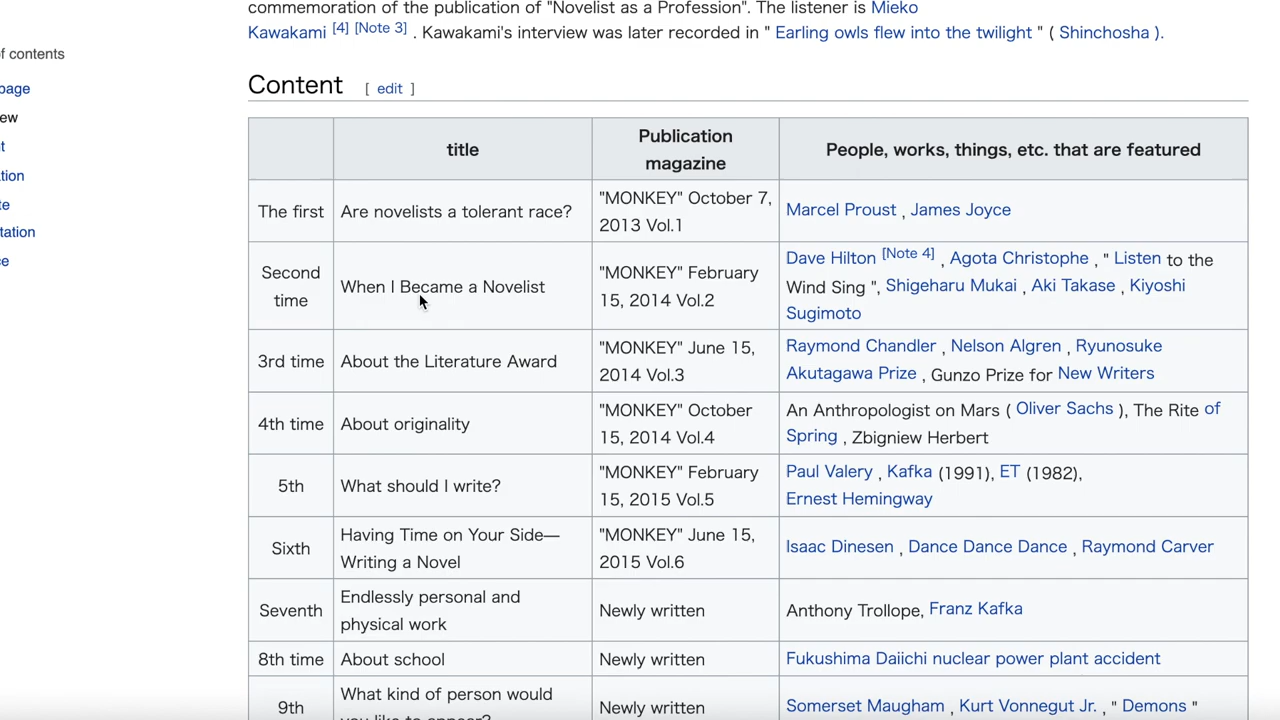 commemoration of the publication of "Novelist as a Profession". The listener is Mieko
Kawakami [4] [Note 3] . Kawakami's interview was later recorded in " Earling owls flew into the twilight " ( Shinchosha ).
f contents
page
ew
t
tion
te
tation
e
Content [ edit ]
title
Publication
magazine
People, works, things, etc. that are featured
The first
Are novelists a tolerant race?
"MONKEY" October 7,
2013 Vol.1
Marcel Proust , James Joyce
Second
time
When I Became a Novelist
"MONKEY" February
15, 2014 Vol.2
Dave Hilton [Note 4] , Agota Christophe , " Listen to the
Wind Sing ", Shigeharu Mukai , Aki Takase , Kiyoshi
Sugimoto
3rd time
About the Literature Award
"MONKEY" June 15,
2014 Vol.3
Raymond Chandler , Nelson Algren , Ryunosuke
Akutagawa Prize , Gunzo Prize for New Writers
4th time
About originality
"MONKEY" October
15, 2014 Vol.4
An Anthropologist on Mars ( Oliver Sachs ), The Rite of
Spring , Zbigniew Herbert
5th
What should I write?
"MONKEY" February
15, 2015 Vol.5
Paul Valery , Kafka (1991), ET (1982),
Ernest Hemingway
Sixth
Having Time on Your Side—
Writing a Novel
"MONKEY" June 15,
2015 Vol.6
Isaac Dinesen , Dance Dance Dance , Raymond Carver
Seventh
Endlessly personal and
physical work
Newly written
Anthony Trollope, Franz Kafka
8th time
About school
Newly written
Fukushima Daiichi nuclear power plant accident
9th
What kind of person would
you like to appear?
Newly written
Somerset Maugham , Kurt Vonnegut Jr. , " Demons "